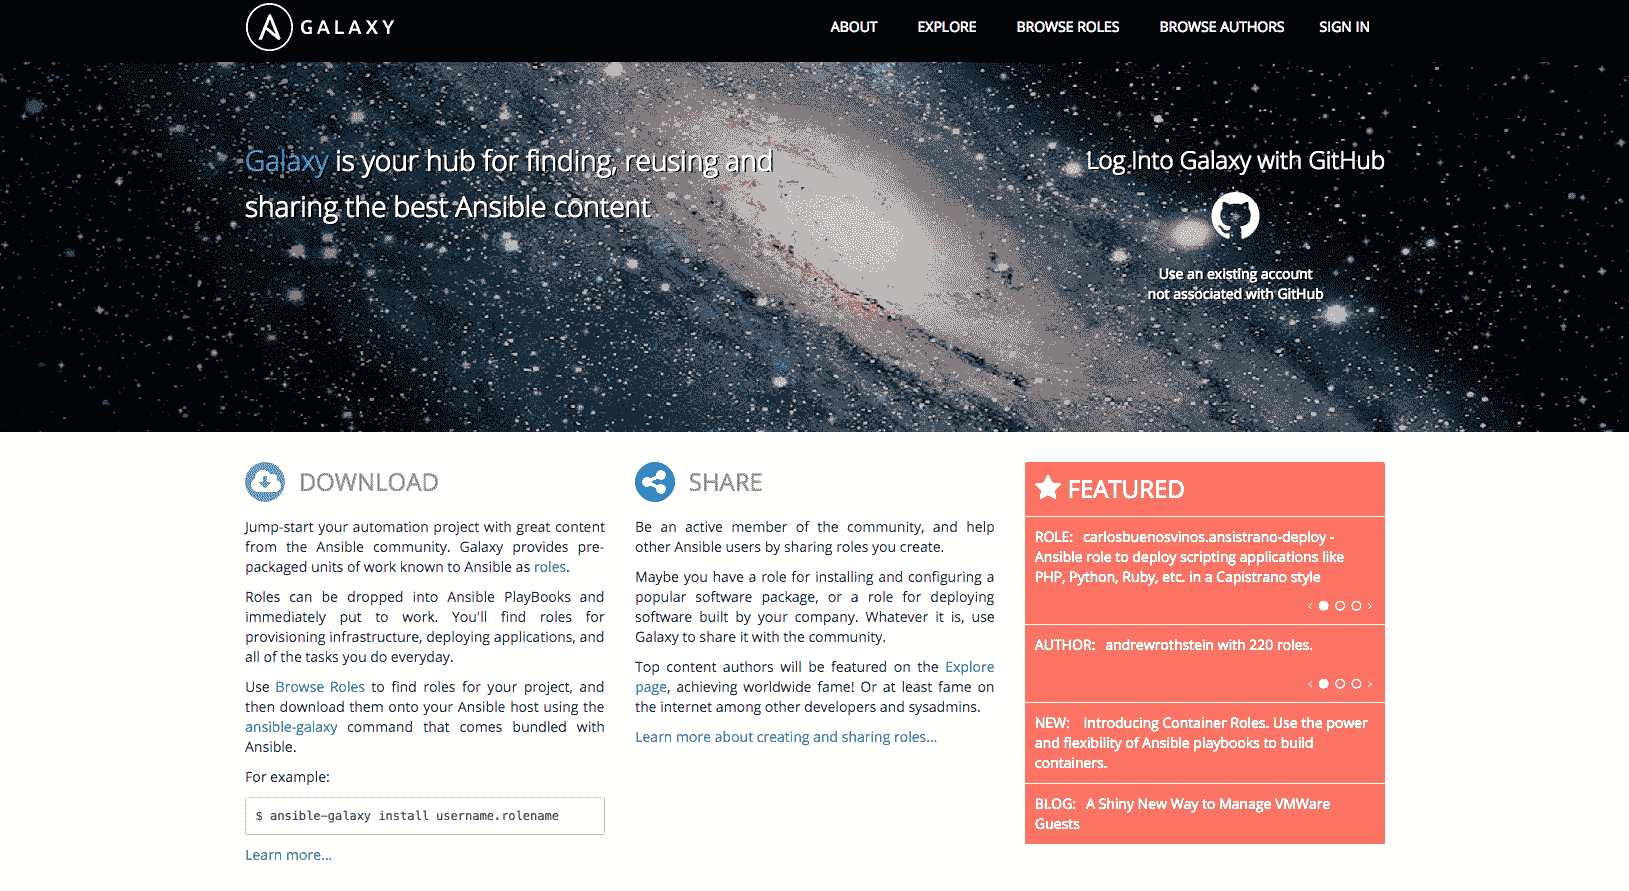 GALAXY
ABOUT
EXPLORE
BROWSE ROLES
BROWSE AUTHORS
SIGN IN
Galaxy is your hub for finding, reusing and
sharing the best Ansible content
Log Into Galaxy with GitHub
Use an existing account
not associated with GitHub
DOWNLOAD
Jump-start your automation project with great content
from the Ansible community. Galaxy provides pre-
packaged units of work known to Ansible as roles.
Roles can be dropped into Ansible PlayBooks and
immediately put to work. You'll find roles for
provisioning infrastructure, deploying applications, and
all of the tasks you do everyday.
Use Browse Roles to find roles for your project, and
then download them onto your Ansible host using the
ansible-galaxy command that comes bundled with
Ansible.
For example:
$ ansible-galaxy install username.rolename
Learn more...
SHARE
Be an active member of the community, and help
other Ansible users by sharing roles you create.
Maybe you have a role for installing and configuring a
popular software package, or a role for deploying
software built by your company. Whatever it is, use
Galaxy to share it with the community.
Top content authors will be featured on the Explore
page, achieving worldwide fame! Or at least fame on
the internet among other developers and sysadmins.
Learn more about creating and sharing roles...
FEATURED
ROLE: carlosbuenosvinos.ansistrano-deploy -
Ansible role to deploy scripting applications like
PHP, Python, Ruby, etc. in a Capistrano style
AUTHOR: andrewrothstein with 220 roles.
NEW: Introducing Container Roles. Use the power
and flexibility of Ansible playbooks to build
containers.
BLOG: A Shiny New Way to Manage VMWare
Guests